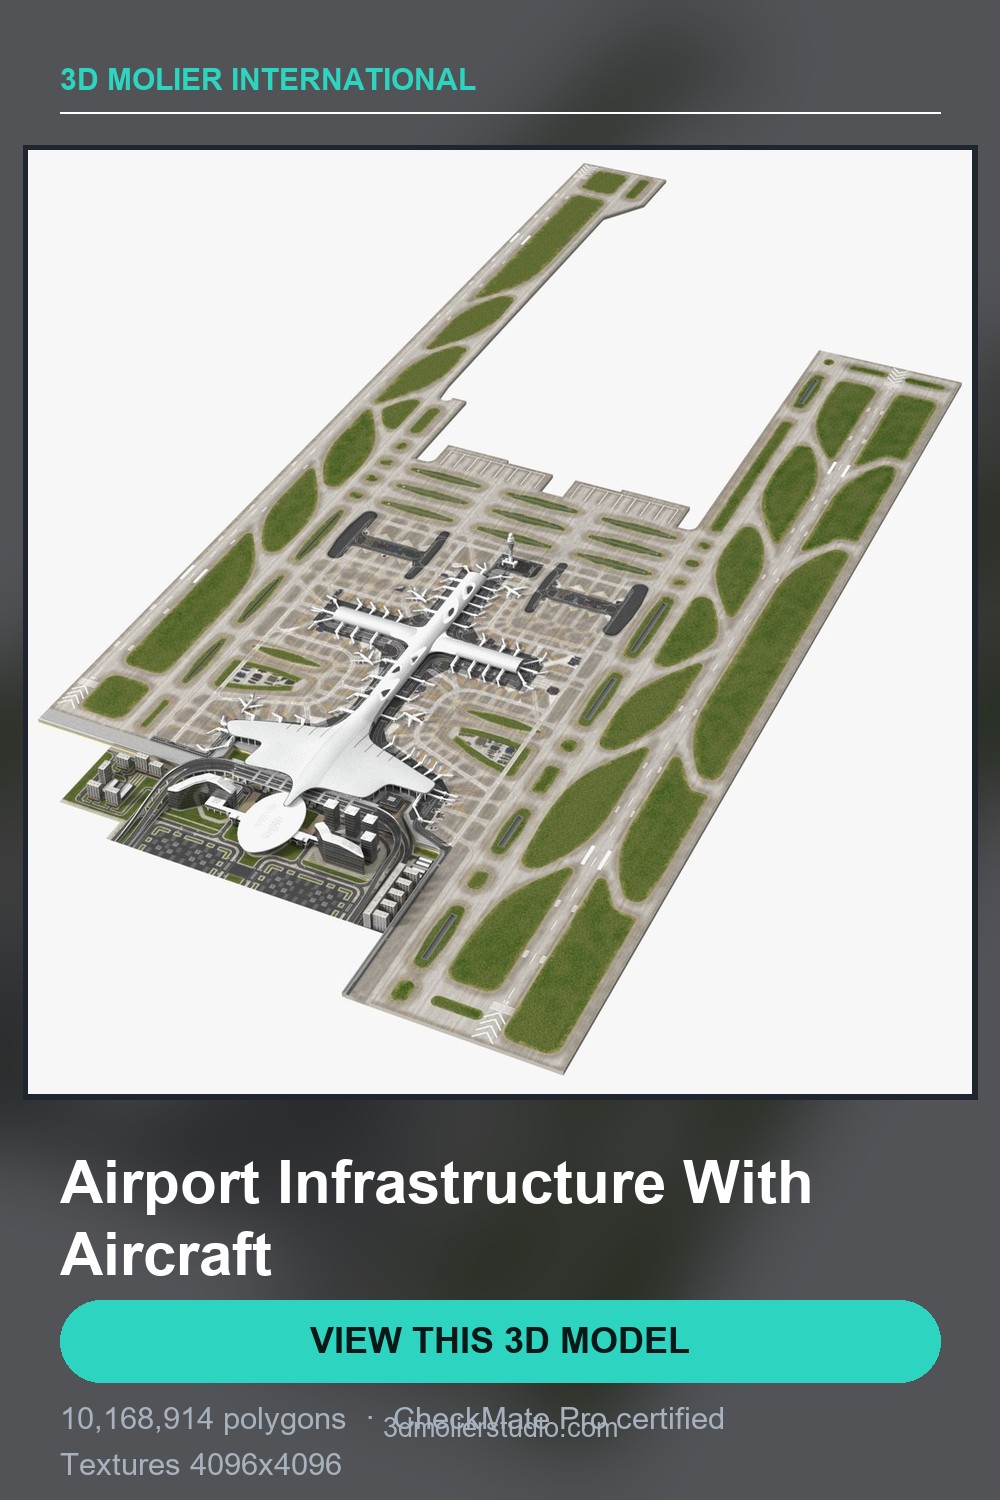 3D MOLIER INTERNATIONAL
Airport Infrastructure With
Aircraft
VIEW THIS 3D MODEL
10,168,914 polygons · CheckMate Pro certified
3dmolierstudio.com
Textures 4096x4096